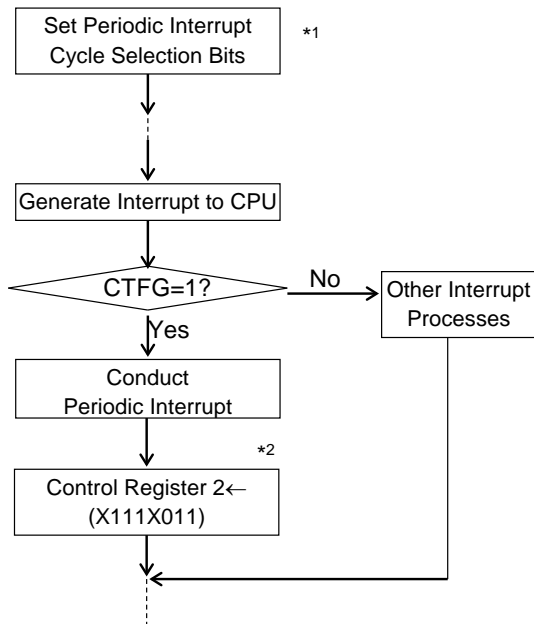 Set Periodic Interrupt
Cycle Selection Bits
*1
Generate Interrupt to CPU
CTFG=1?
No
Other Interrupt
Processes
Yes
Conduct
Periodic Interrupt
*2
Control Register 2←
(X111X011)